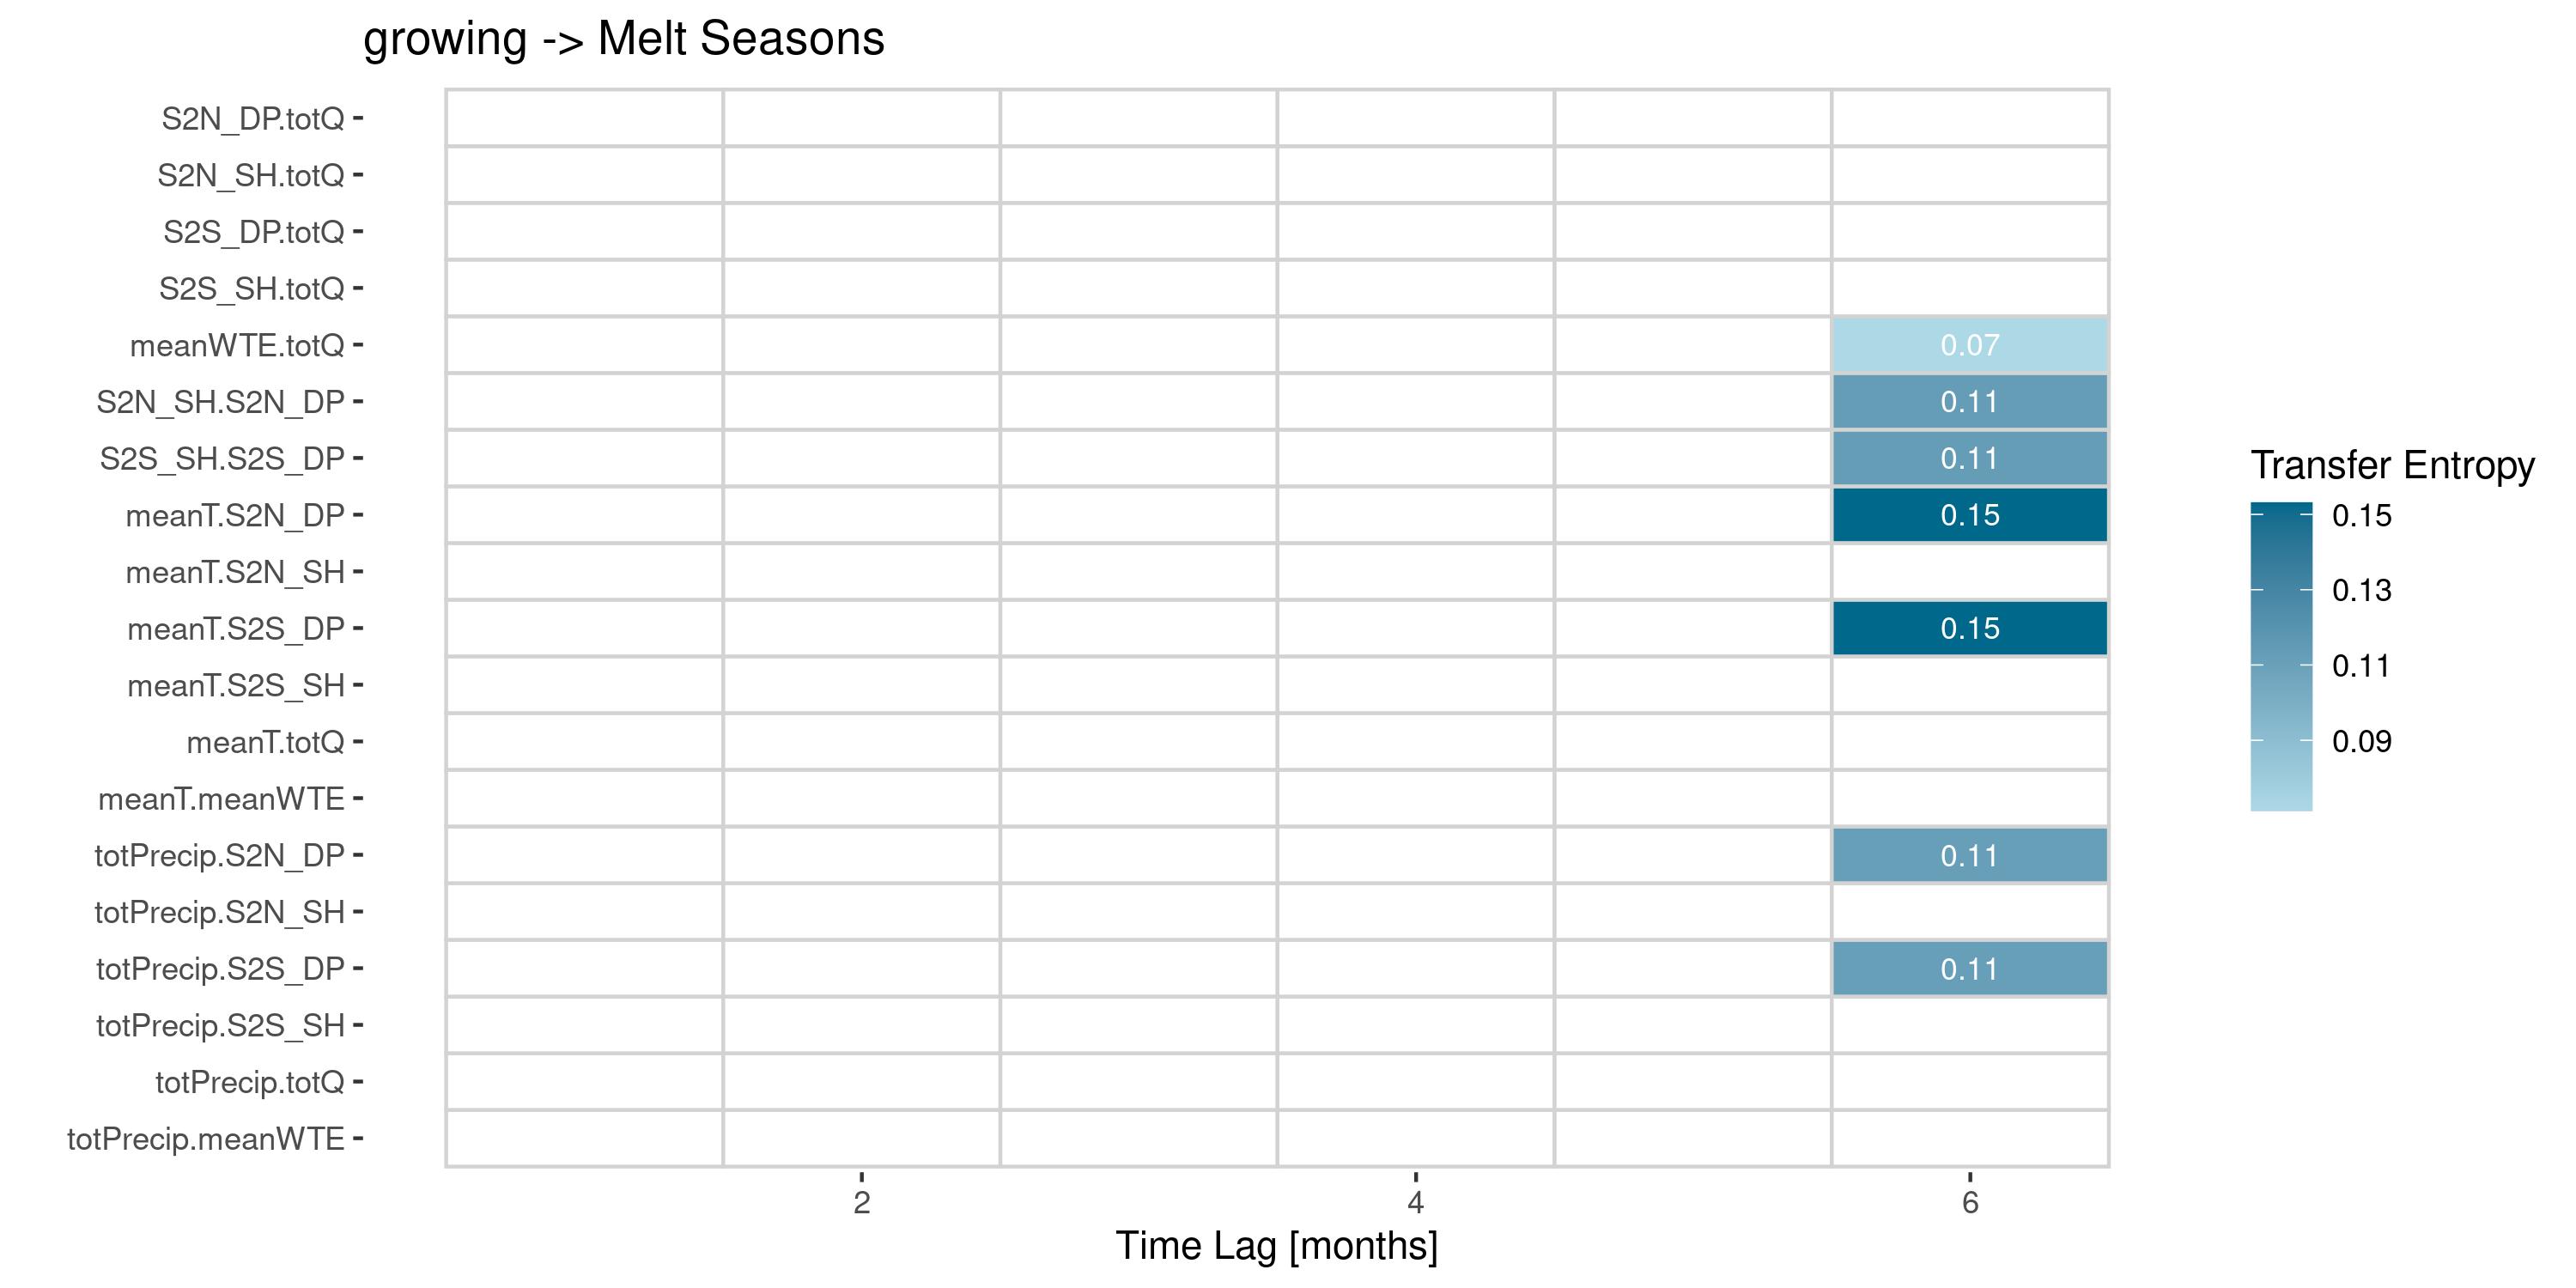 growing -> Melt Seasons
S2N_DP.totQ
S2N_SH.totQ
S2S_DP.totQ
S2S_SH.totQ
meanWTE.totQ
0.07
S2N_SH.S2N_DP
0.11
S2S_SH.S2S_DP
0.11
meanT.S2N_DP
0.15
meanT.S2N_SH
meanT.S2S_DP
0.15
meanT.S2S_SH
meanT.totQ
meanT.meanWTE
totPrecip.S2N_DP
0.11
totPrecip.S2N_SH
totPrecip.S2S_DP
0.11
totPrecip.S2S_SH
totPrecip.totQ
totPrecip.meanWTE
2
4
6
Time Lag [months]
Transfer Entropy
0.15
0.13
0.11
0.09